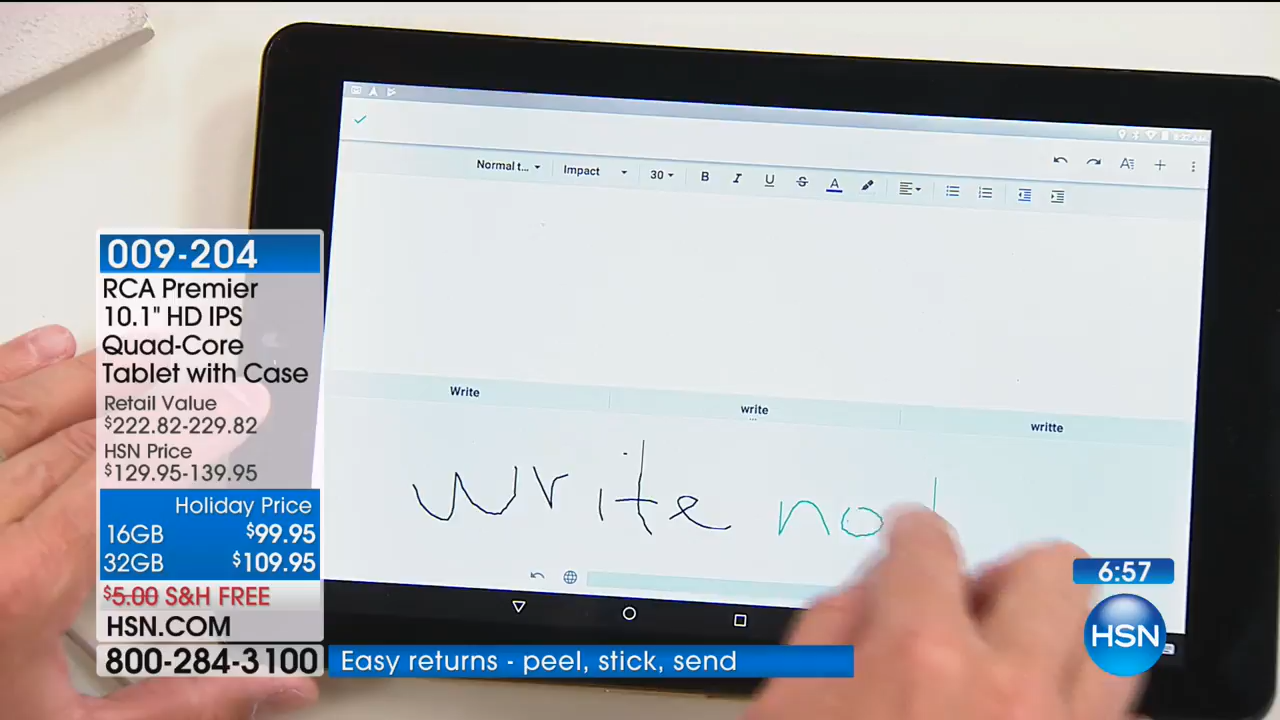 Normal t... Impact 30 B I U S A
Write write writte
write not
009-204
RCA Premier
10.1" HD IPS
Quad-Core
Tablet with Case
Retail Value
$222.82-229.82
HSN Price
$129.95-139.95
Holiday Price
16GB $99.95
32GB $109.95
$5.00 S&H FREE
HSN.COM
800-284-3100
Easy returns - peel, stick, send
6:57
HSN